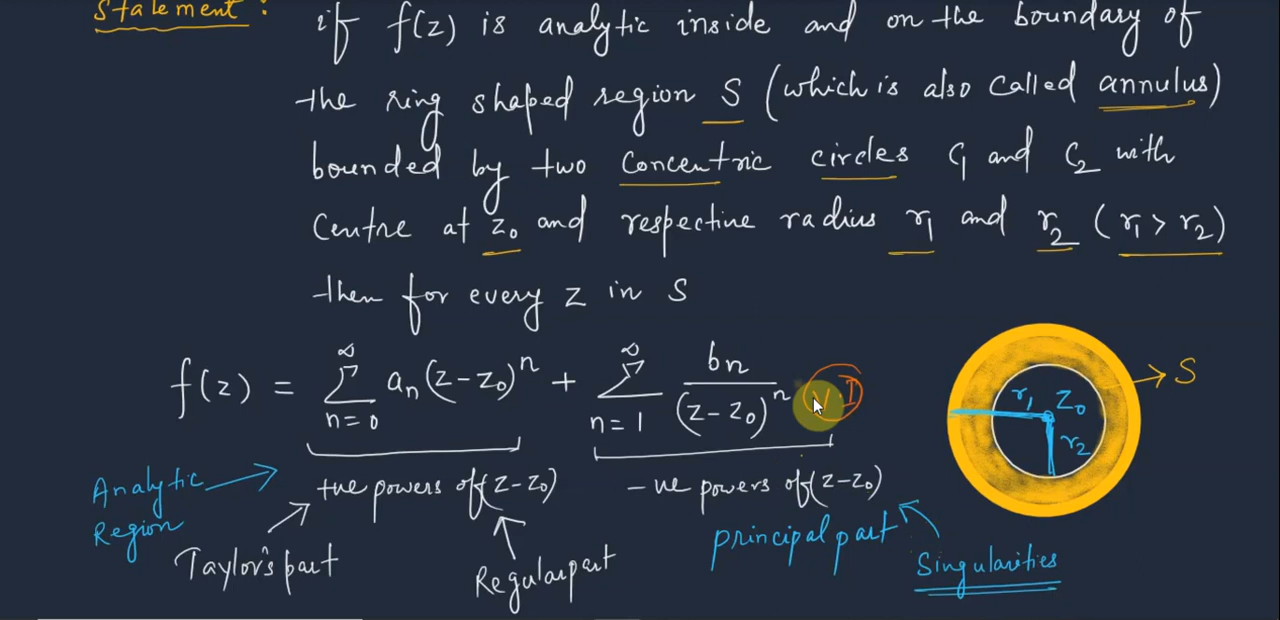 Statement :
if f(z) is analytic inside and on the boundary of
the ring shaped region S (which is also called annulus)
bounded by two concentric circles C1 and C2 with
Centre at z₀ and respective radius r₁ and r₂ (r₁ > r₂)
then for every z in S
f(z) = ∞ Σ n=0 aₙ(z-z₀)ⁿ + ∞ Σ n=1 bₙ/(z-z₀)ⁿ V.I
+ve powers of (z-z₀)
-ve powers of (z-z₀)
Analytic
Region
Taylor's part
Regular part
principal part
Singularities
S
r₁
z₀
r₂